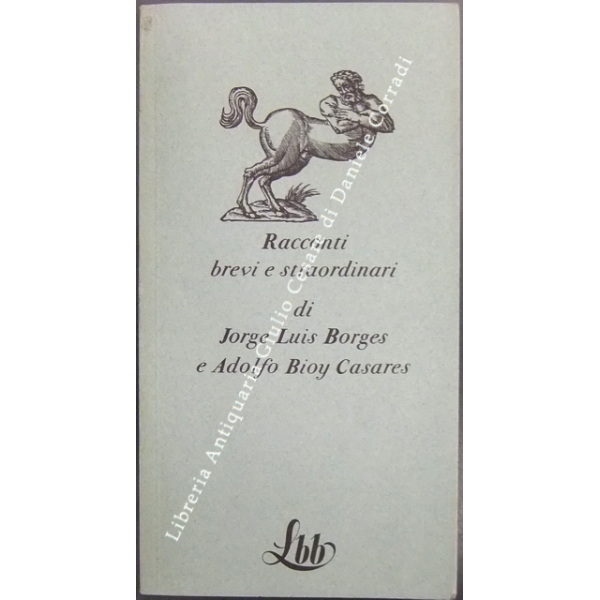 Racconti
brevi e straordinari
di
Jorge Luis Borges
e Adolfo Bioy Casares
Lbb
Libreria Antiquaria Giulio Cesare di Daniele Corradi